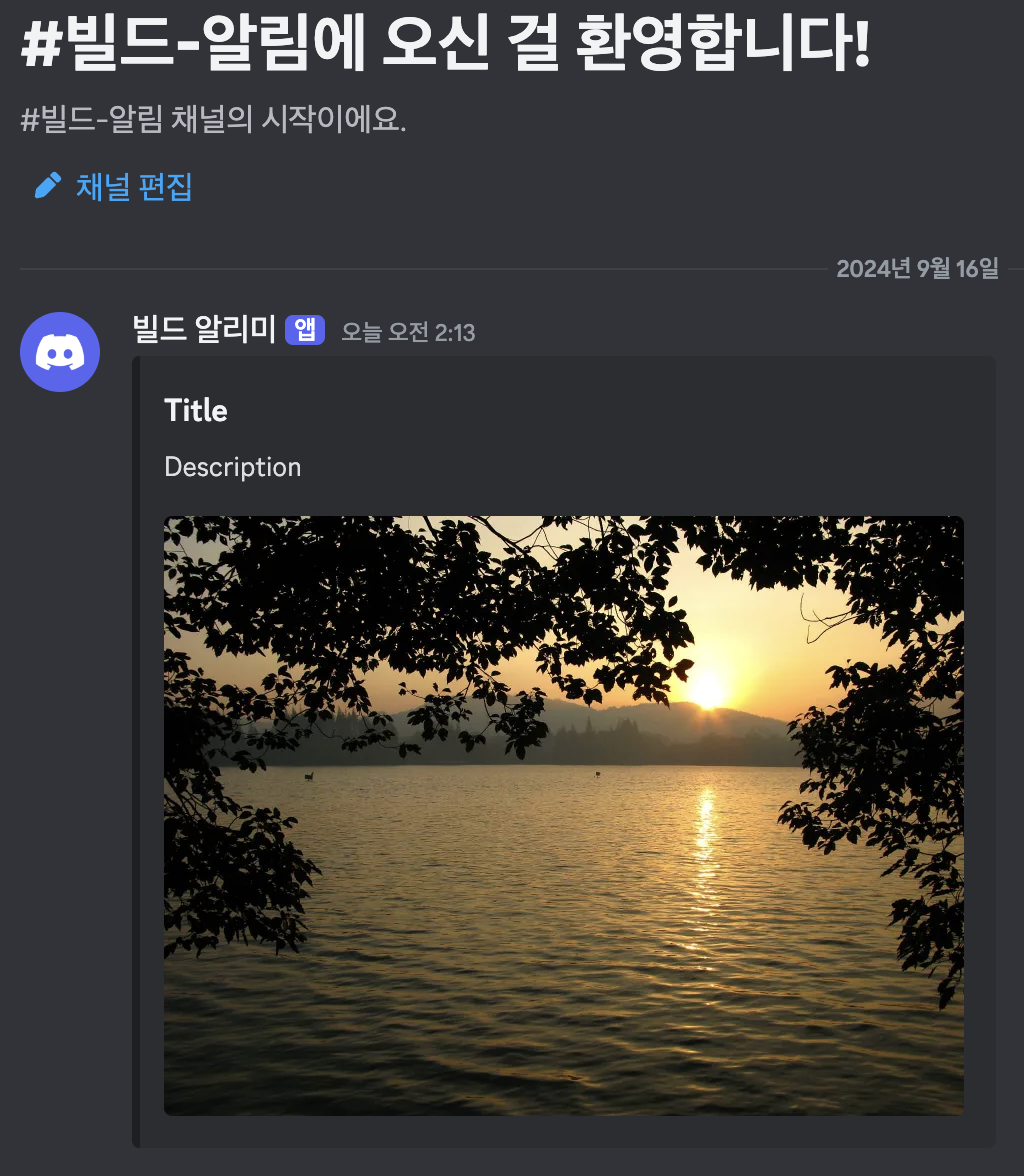 #빌드-알림에 오신 걸 환영합니다!
#빌드-알림 채널의 시작이에요.
채널 편집
2024년 9월 16일
빌드 알리미 앱 오늘 오전 2:13
Title
Description